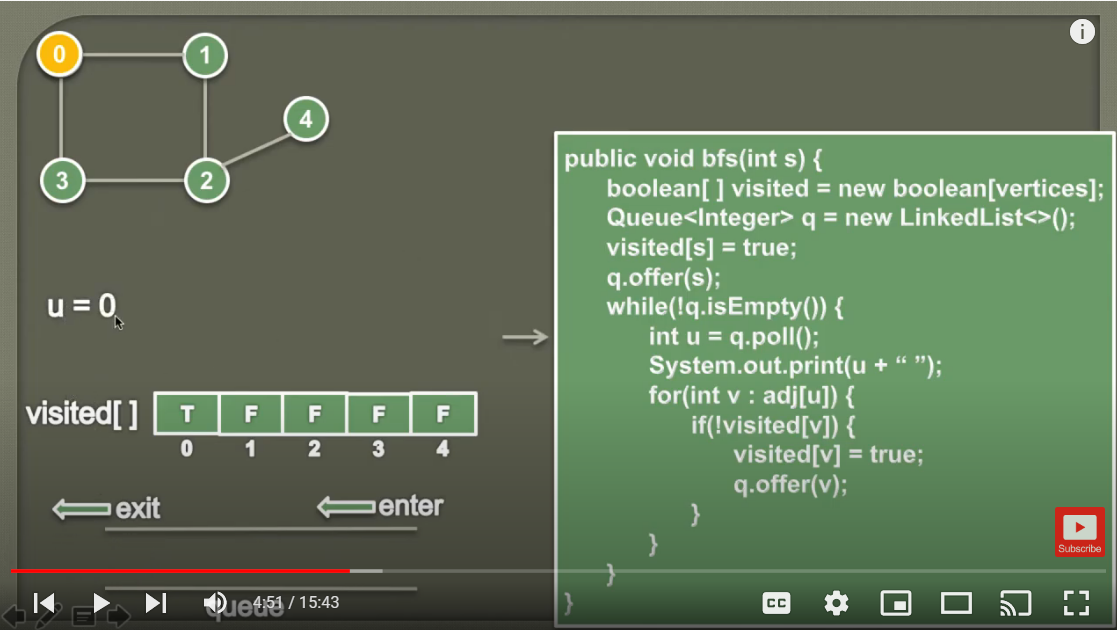 0 1
4
3 2
u = 0
visited[ ] T F F F F
0 1 2 3 4
exit enter
queue
public void bfs(int s) {
boolean[ ] visited = new boolean[vertices];
Queue<Integer> q = new LinkedList<>();
visited[s] = true;
q.offer(s);
while(!q.isEmpty()) {
int u = q.poll();
System.out.print(u + “ ”);
for(int v : adj[u]) {
if(!visited[v]) {
visited[v] = true;
q.offer(v);
}
}
}
}
i
Subscribe
4:51 / 15:43
CC